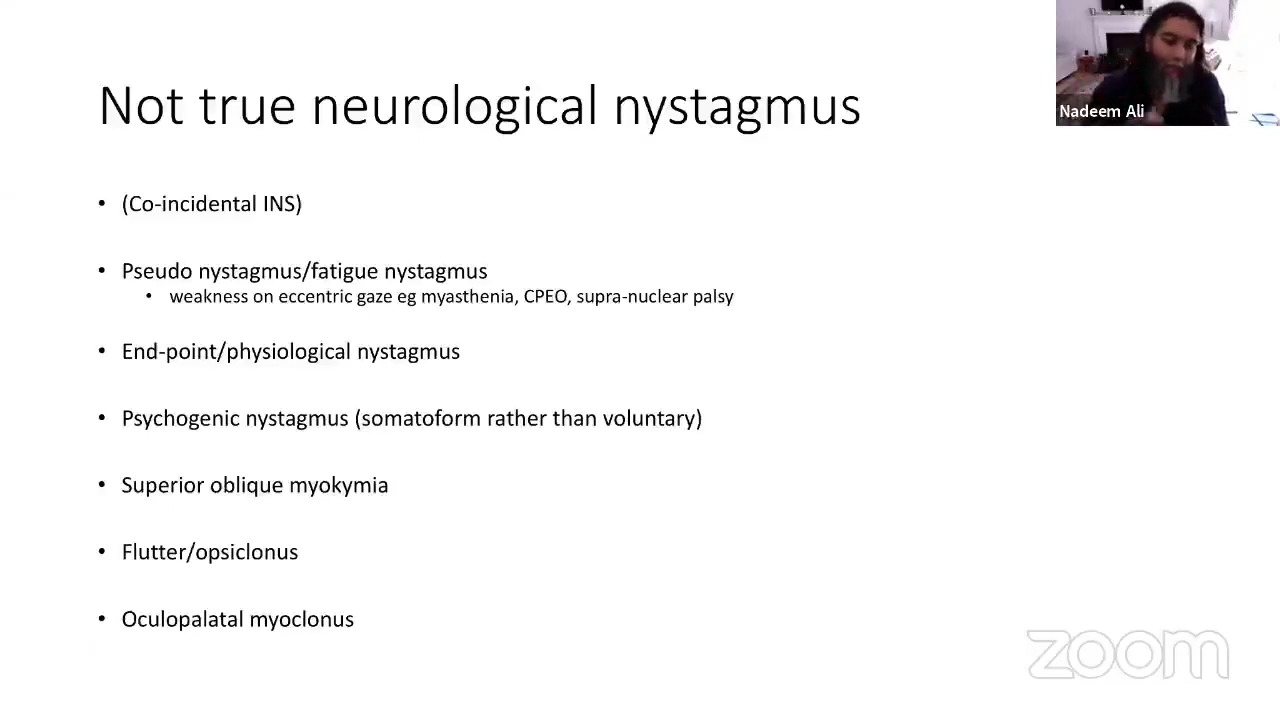 Not true neurological nystagmus
Nadeem Ali
• (Co-incidental INS)
• Pseudo nystagmus/fatigue nystagmus
• weakness on eccentric gaze eg myasthenia, CPEO, supra-nuclear palsy
• End-point/physiological nystagmus
• Psychogenic nystagmus (somatoform rather than voluntary)
• Superior oblique myokymia
• Flutter/opsiclonus
• Oculopalatal myoclonus
zoom